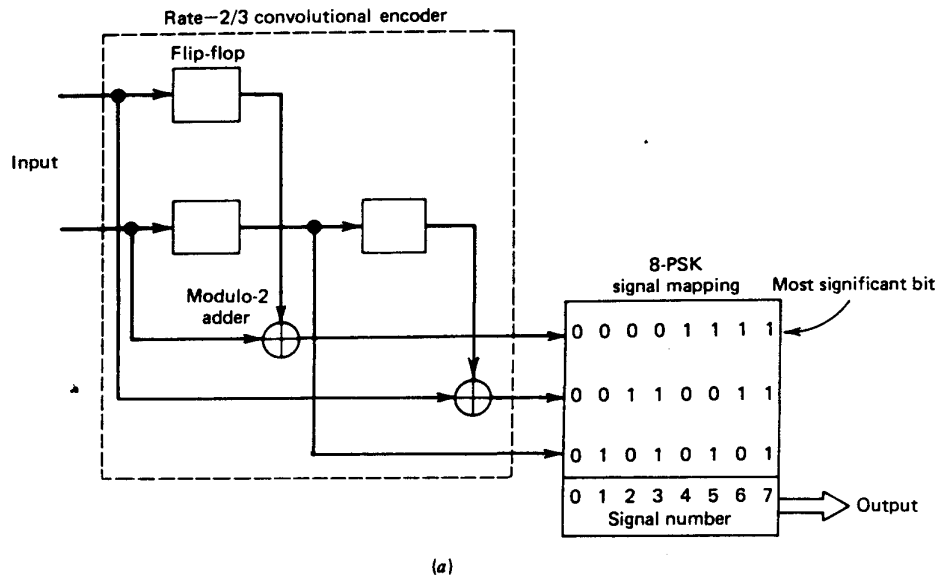 Rate-2/3 convolutional encoder
Flip-flop
Input
Modulo-2
adder
8-PSK
signal mapping
Most significant bit
0 0 0 0 1 1 1 1
0 0 1 1 0 0 1 1
0 1 0 1 0 1 0 1
0 1 2 3 4 5 6 7
Signal number
Output
(a)